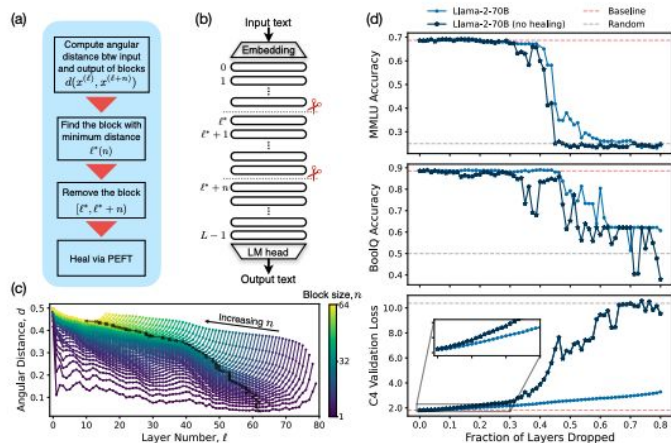 (a)
Compute angular
distance btw input
and output of blocks
d(x^(ℓ), x^(ℓ+n))
Find the block with
minimum distance
ℓ*(n)
Remove the block
[ℓ*, ℓ* + n)
Heal via PEFT
(b)
Input text
Embedding
0
1
⋮
ℓ*
ℓ* + 1
⋮
ℓ* + n
⋮
L − 1
LM head
Output text
(c)
Block size, n
64
32
1
Increasing n
Angular Distance, d
0.5
0.4
0.3
0.2
0.1
0 10 20 30 40 50 60 70 80
Layer Number, ℓ
(d)
Llama-2-70B
Llama-2-70B (no healing)
Baseline
Random
MMLU Accuracy
0.7
0.6
0.5
0.4
0.3
BoolQ Accuracy
0.9
0.8
0.7
0.6
0.5
0.4
C4 Validation Loss
10.0
8.0
6.0
4.0
2.0
0.0 0.1 0.2 0.3 0.4 0.5 0.6 0.7 0.8
Fraction of Layers Dropped